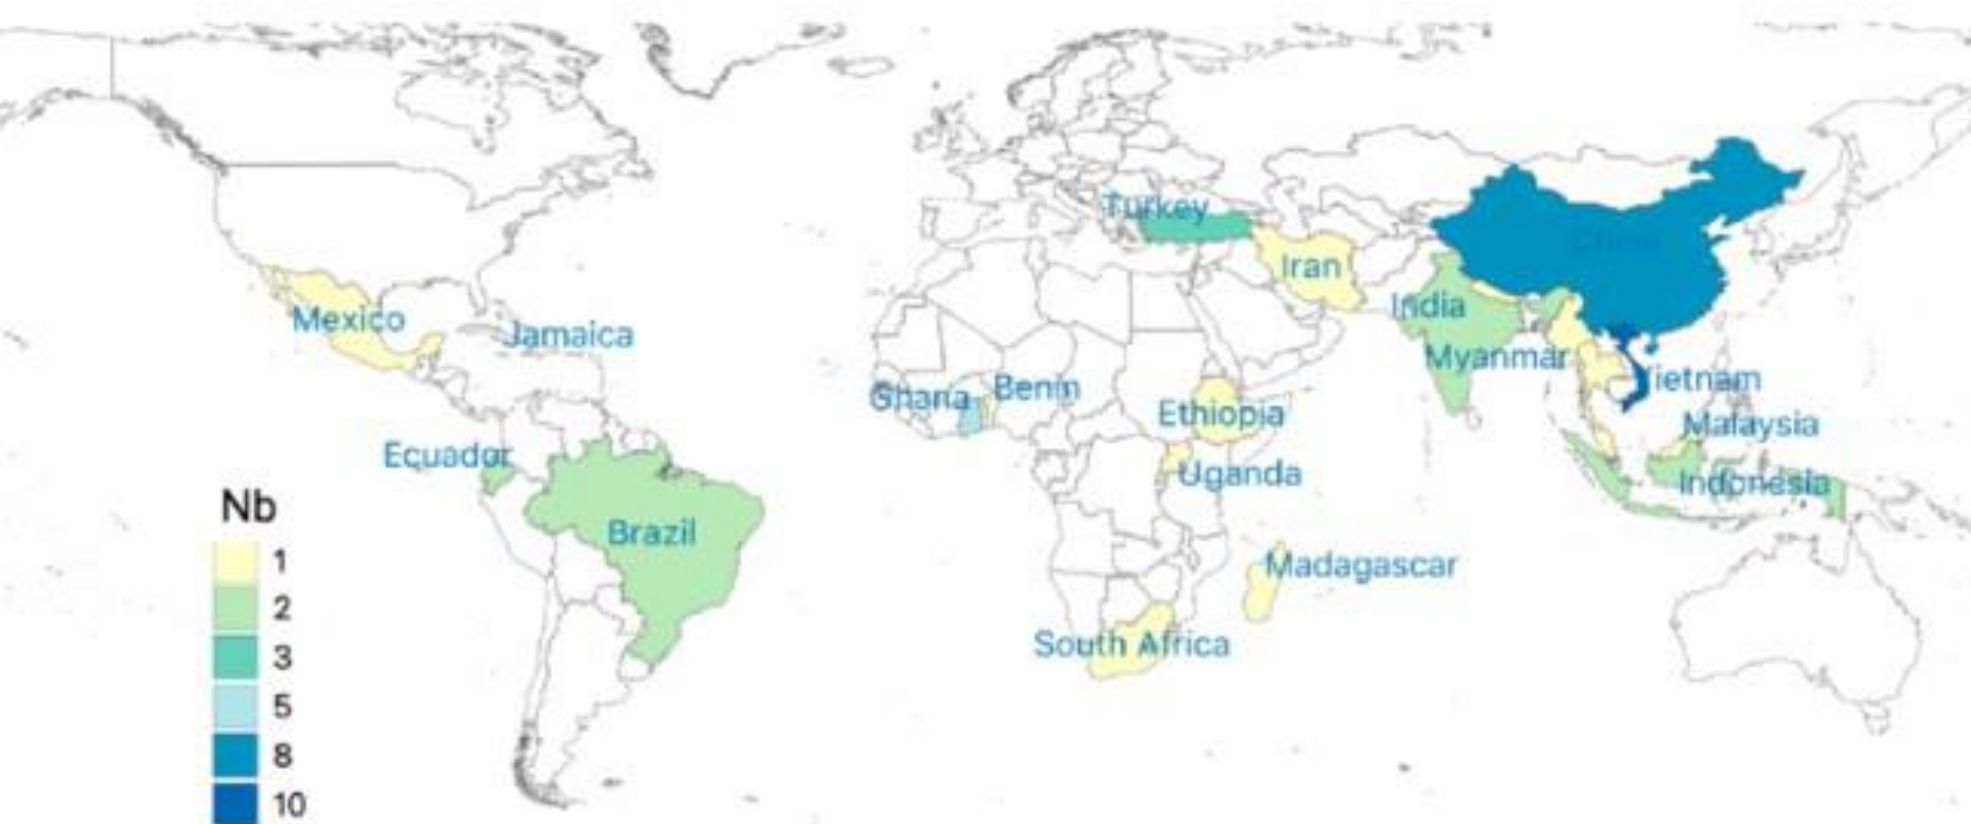 Turkey
China
Iran
India
Mexico
Jamaica
Myanmar
Vietnam
Ghana
Benin
Ethiopia
Malaysia
Ecuador
Uganda
Indonesia
Nb
Brazil
1
Madagascar
2
South Africa
3
5
8
10